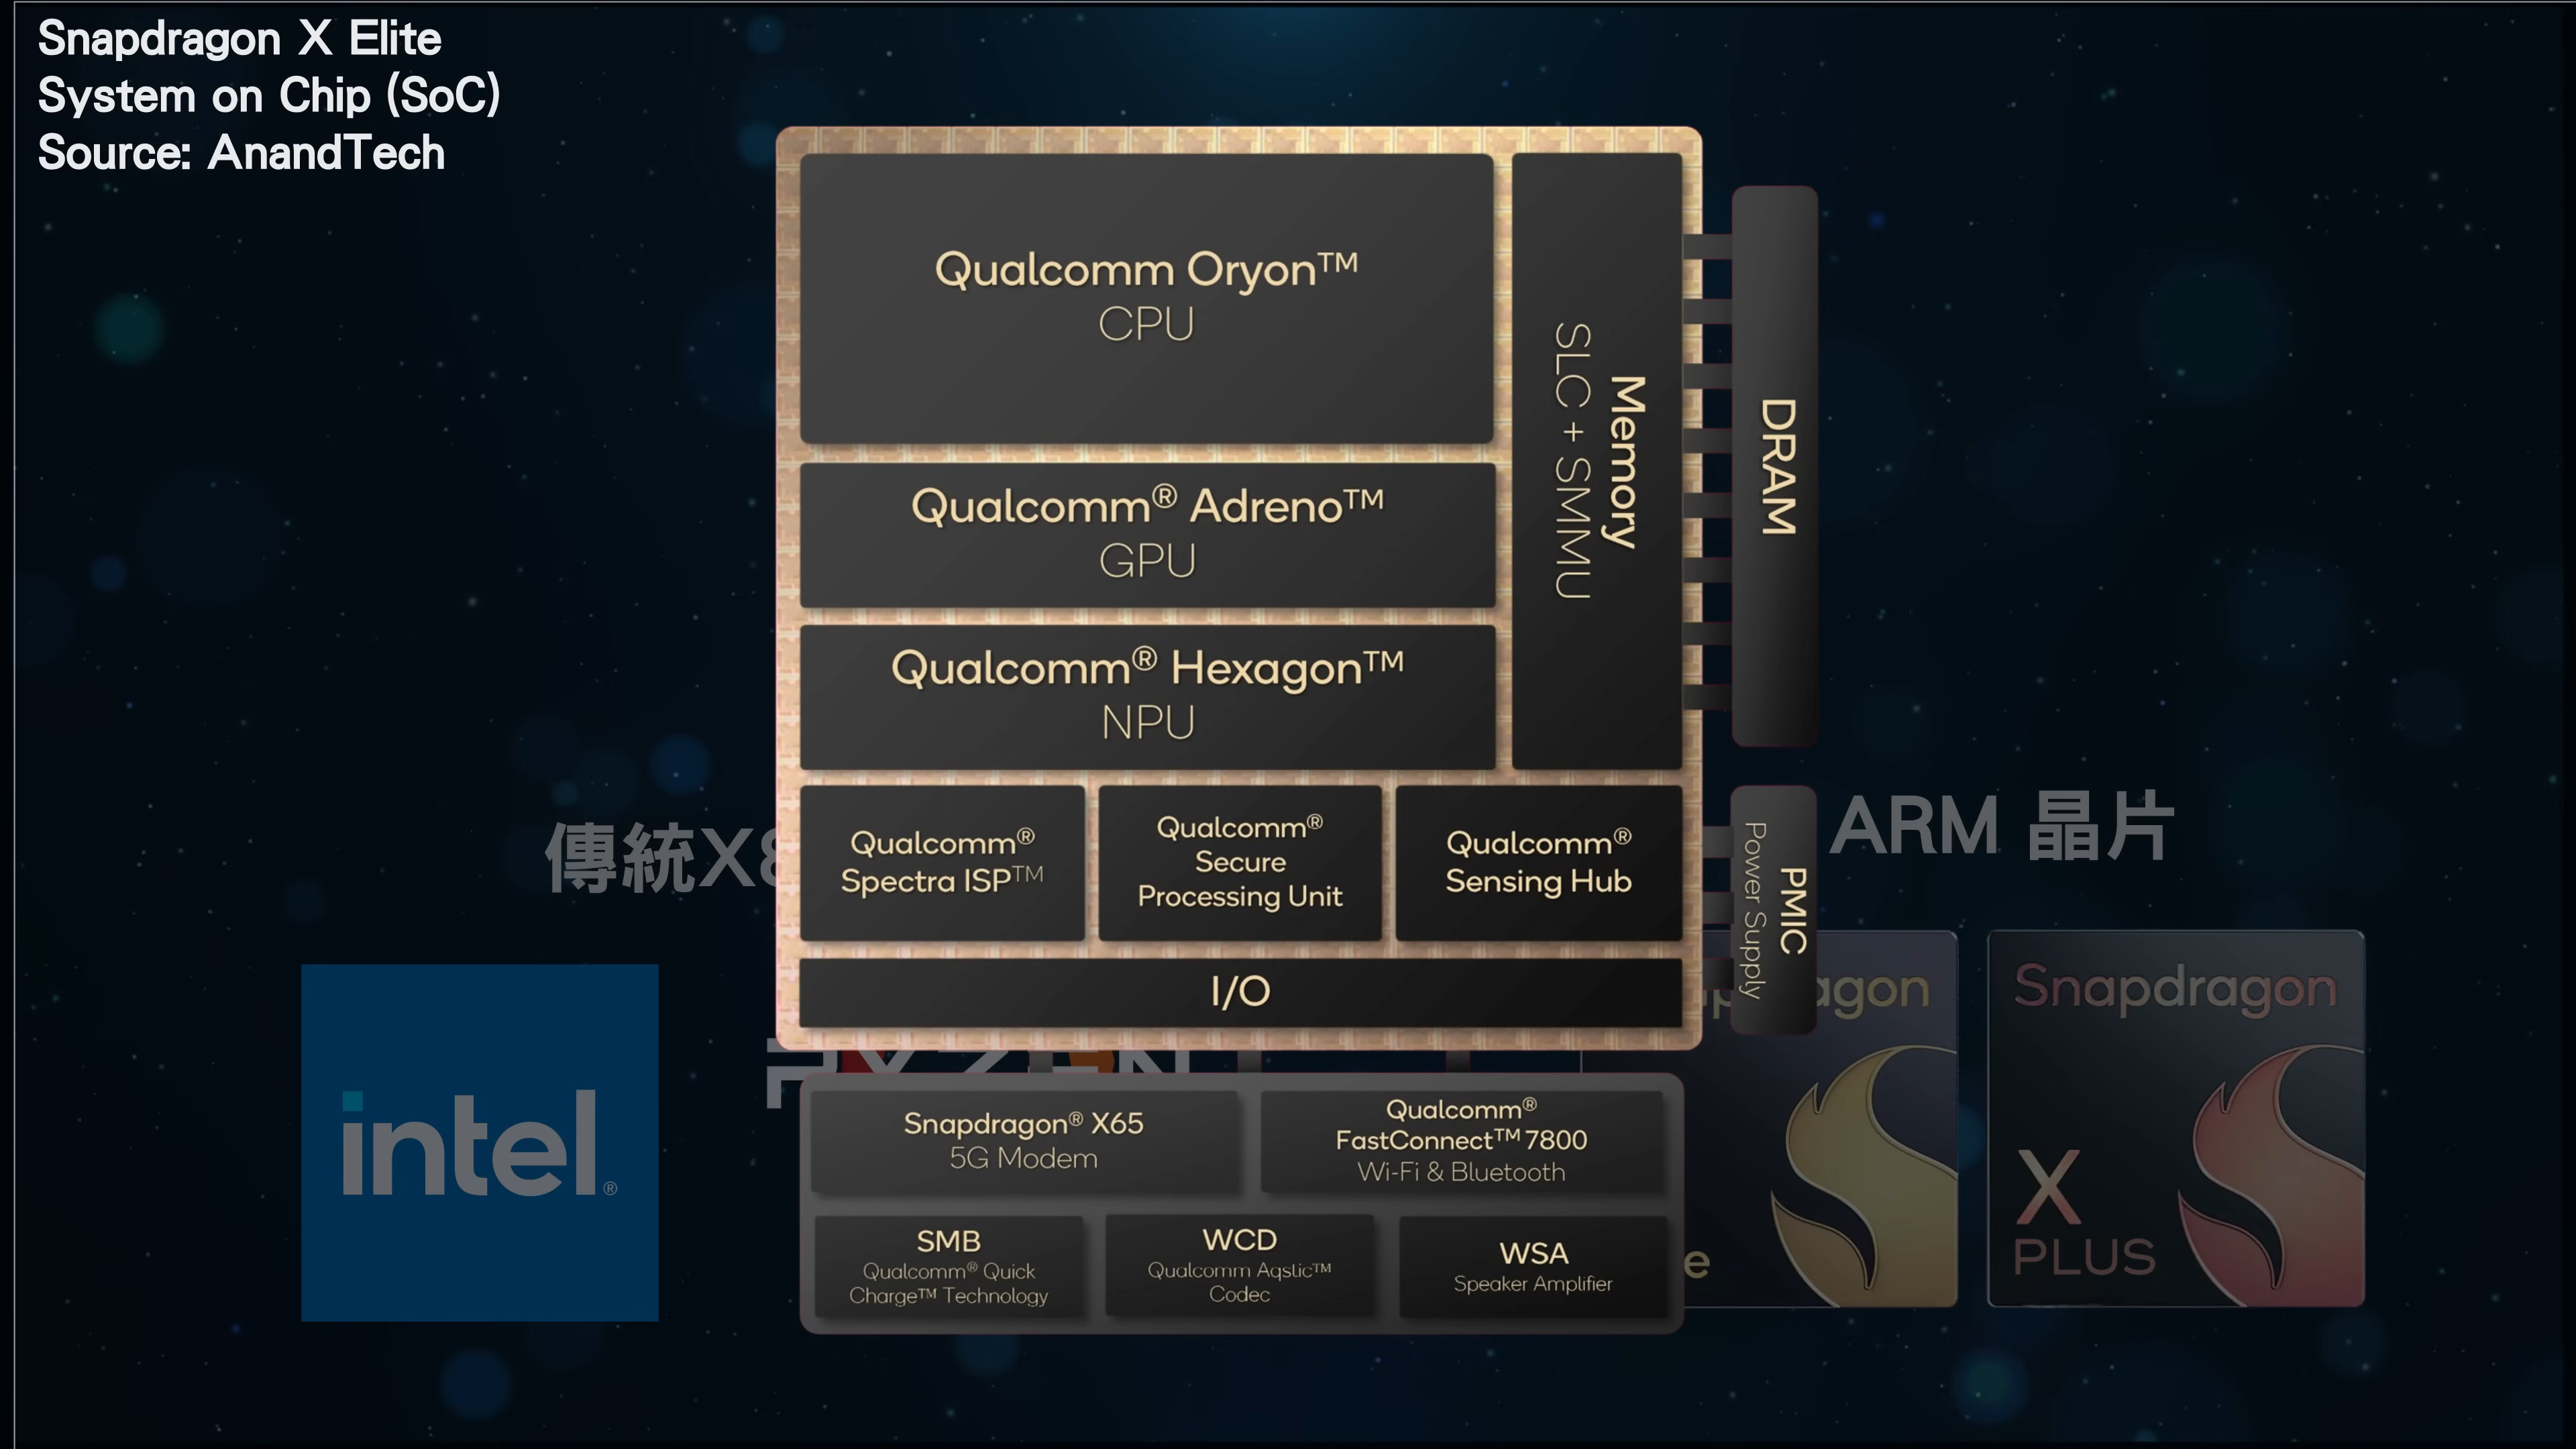 Snapdragon X Elite
System on Chip (SoC)
Source: AnandTech
Qualcomm Oryon™
CPU
Qualcomm® Adreno™
GPU
Qualcomm® Hexagon™
NPU
Memory
SLC + SMMU
DRAM
Qualcomm®
Spectra ISP™
Qualcomm®
Secure
Processing Unit
Qualcomm®
Sensing Hub
PMIC
Power Supply
I/O
Snapdragon® X65
5G Modem
Qualcomm®
FastConnect™ 7800
Wi-Fi & Bluetooth
SMB
Qualcomm® Quick
Charge™ Technology
WCD
Qualcomm Aqstic™
Codec
WSA
Speaker Amplifier
傳統X8
ARM 晶片
intel®
RYZEN
Snapdragon
X
PLUS